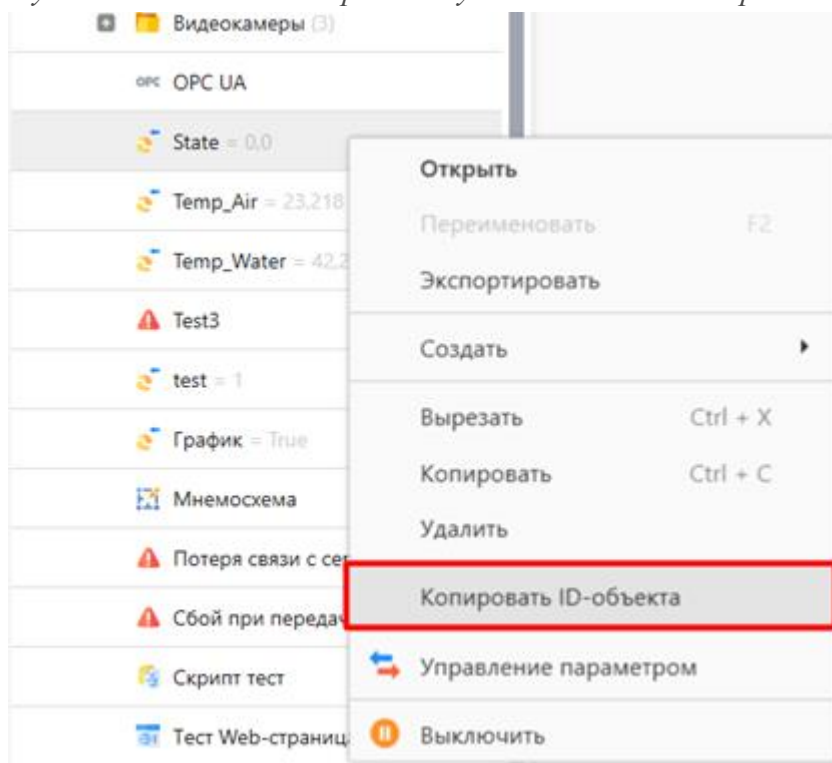 Видеокамеры (3)
OPC OPC UA
State = 0,0
Temp_Air = 23,218
Temp_Water = 42,2
Test3
test = 1
График = True
Мнемосхема
Потеря связи с сер
Сбой при передач
Скрипт тест
Тест Web-страниц
Открыть
Переименовать F2
Экспортировать
Создать
Вырезать Ctrl + X
Копировать Ctrl + C
Удалить
Копировать ID-объекта
Управление параметром
Выключить